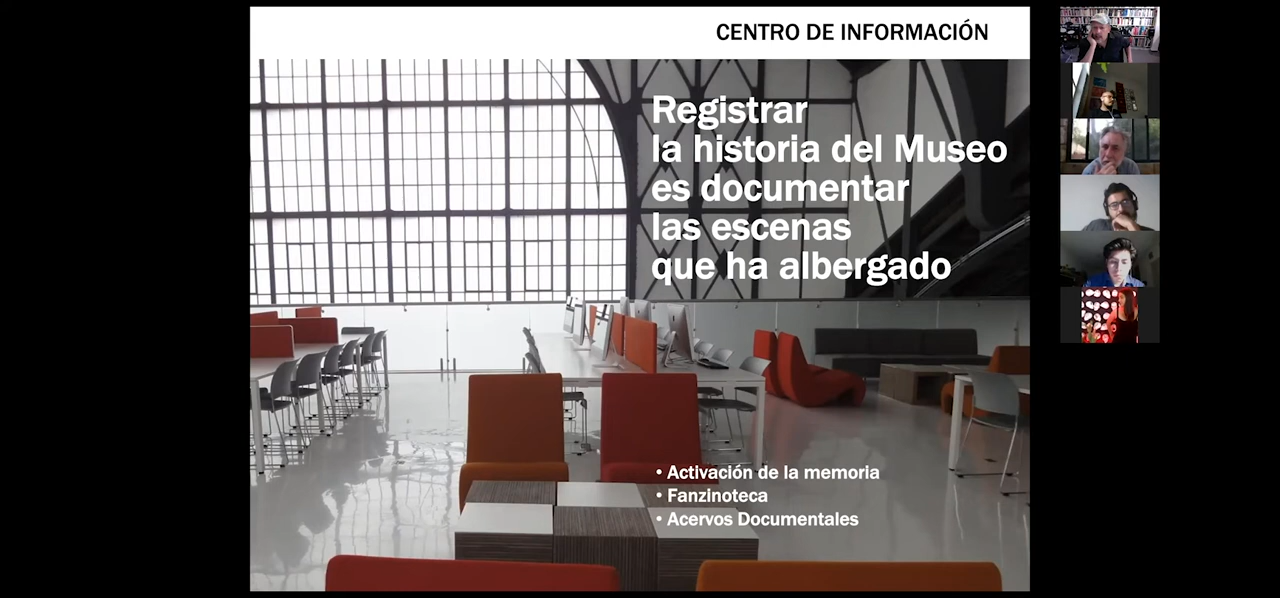 CENTRO DE INFORMACIÓN
Registrar
la historia del Museo
es documentar
las escenas
que ha albergado
• Activación de la memoria
• Fanzinoteca
• Acervos Documentales